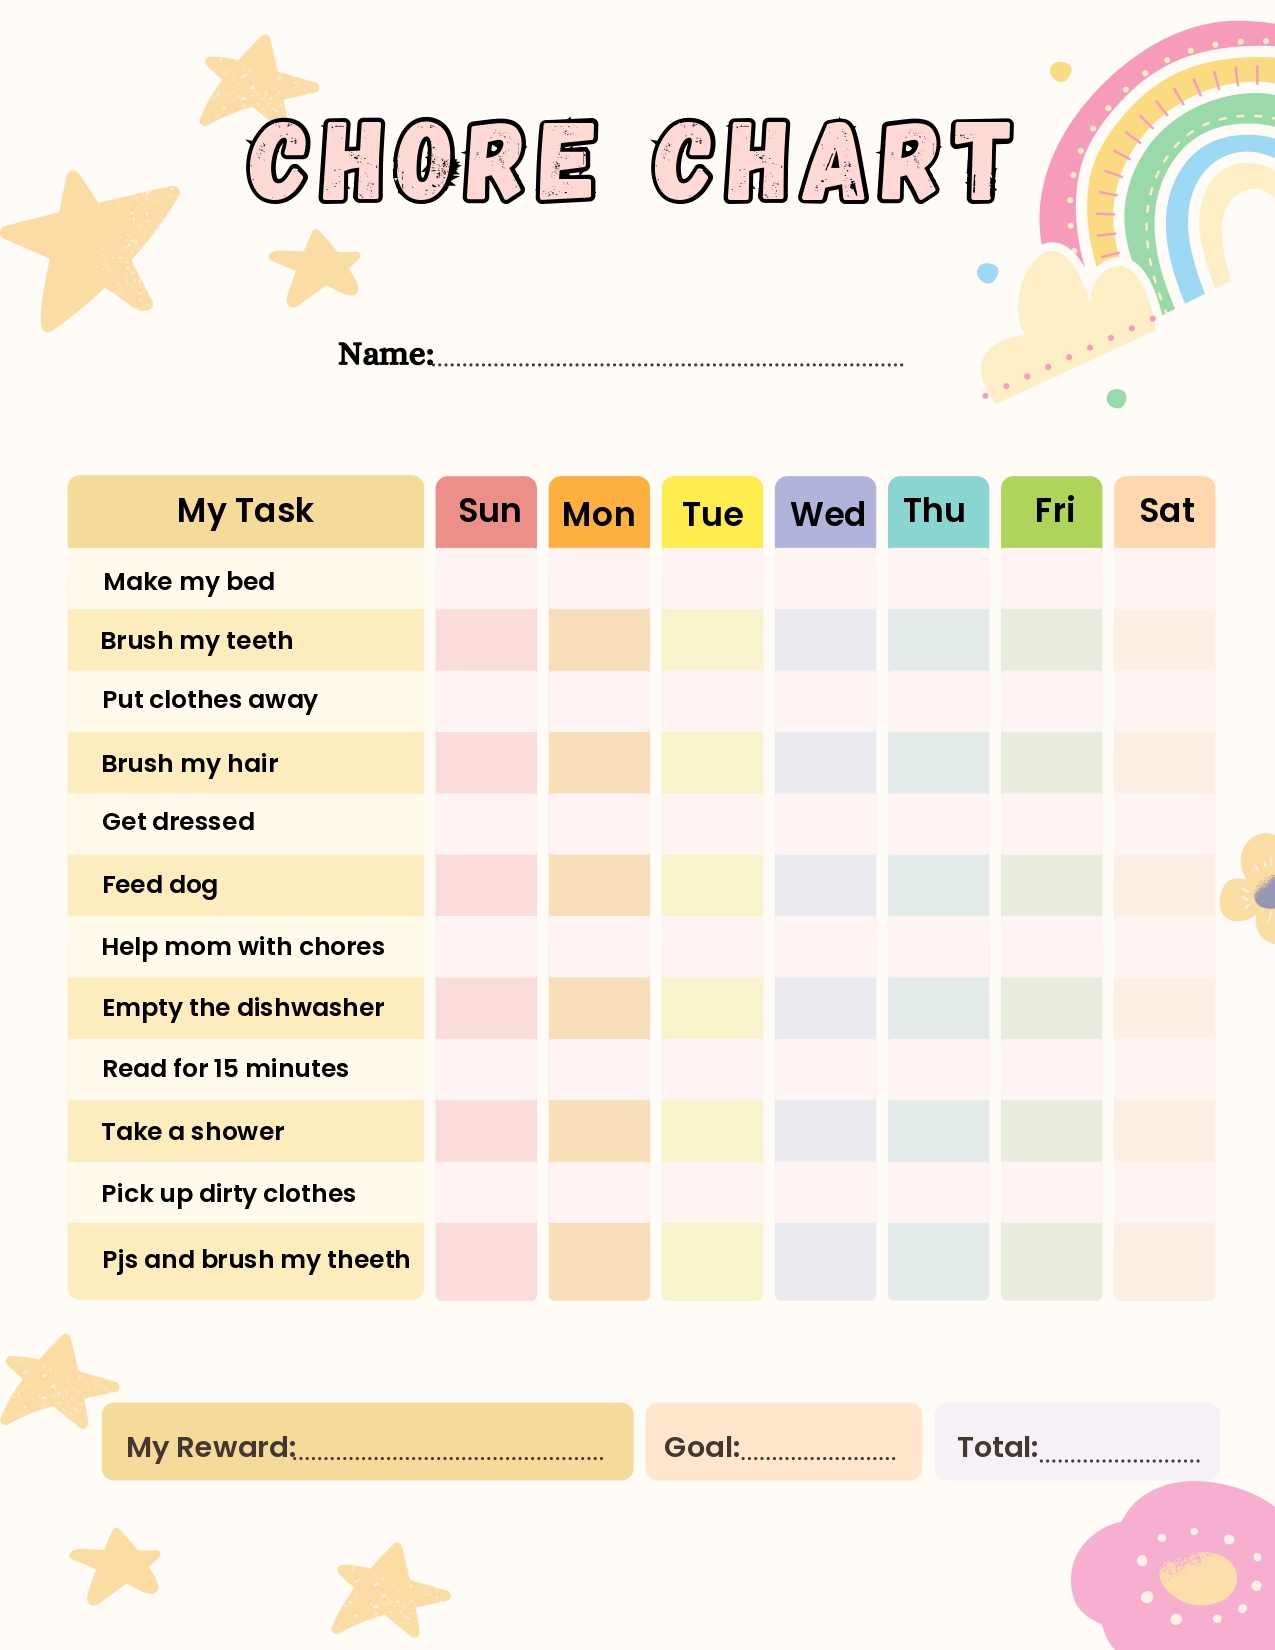 CHORE CHART
Name:
My Task Sun Mon Tue Wed Thu Fri Sat
Make my bed
Brush my teeth
Put clothes away
Brush my hair
Get dressed
Feed dog
Help mom with chores
Empty the dishwasher
Read for 15 minutes
Take a shower
Pick up dirty clothes
Pjs and brush my theeth
My Reward: Goal: Total: